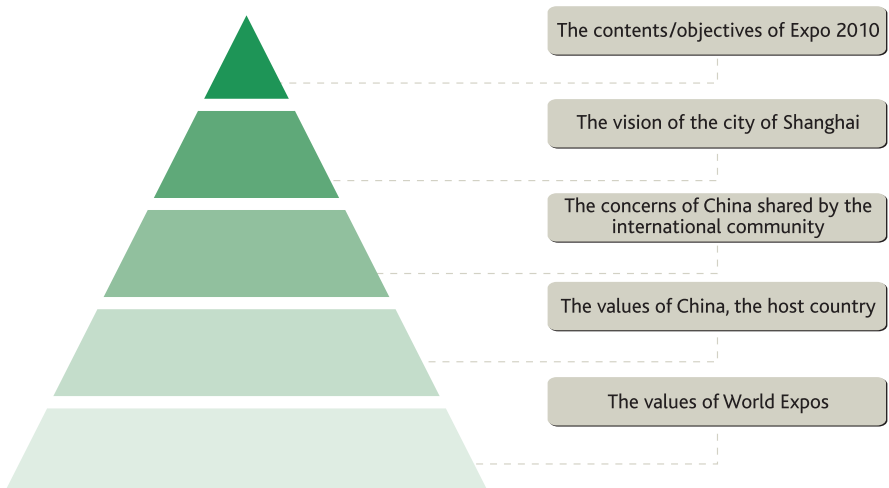 The contents/objectives of Expo 2010
The vision of the city of Shanghai
The concerns of China shared by the
international community
The values of China, the host country
The values of World Expos